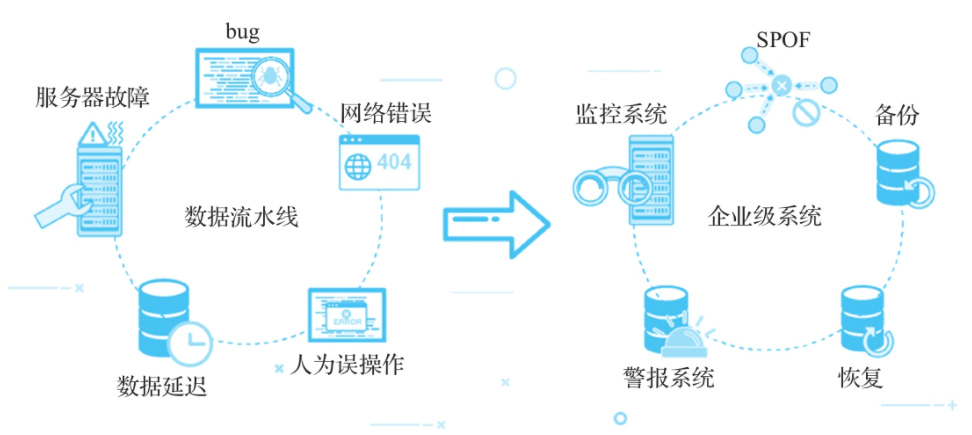 bug
服务器故障
网络错误
404
数据流水线
ERROR
人为误操作
数据延迟
SPOF
监控系统
备份
企业级系统
警报系统
恢复